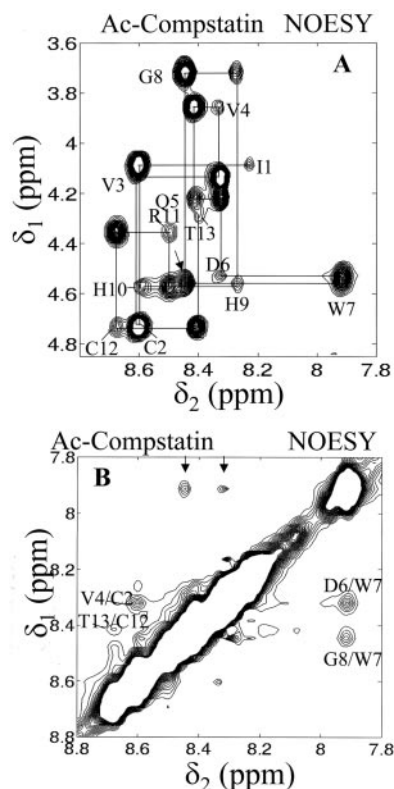 Ac-Compstatin NOESY
A
3.6
3.8
4.0
4.2
4.4
4.6
4.8
δ1 (ppm)
G8
V4
V3
I1
Q5
R11
T13
D6
H10
H9
W7
C12
C2
8.6 8.4 8.2 8.0 7.8
δ2 (ppm)
Ac-Compstatin NOESY
B
7.8
8.0
8.2
8.4
8.6
8.8
δ1 (ppm)
V4/C2
D6/W7
T13/C12
G8/W7
8.8 8.6 8.4 8.2 8.0 7.8
δ2 (ppm)